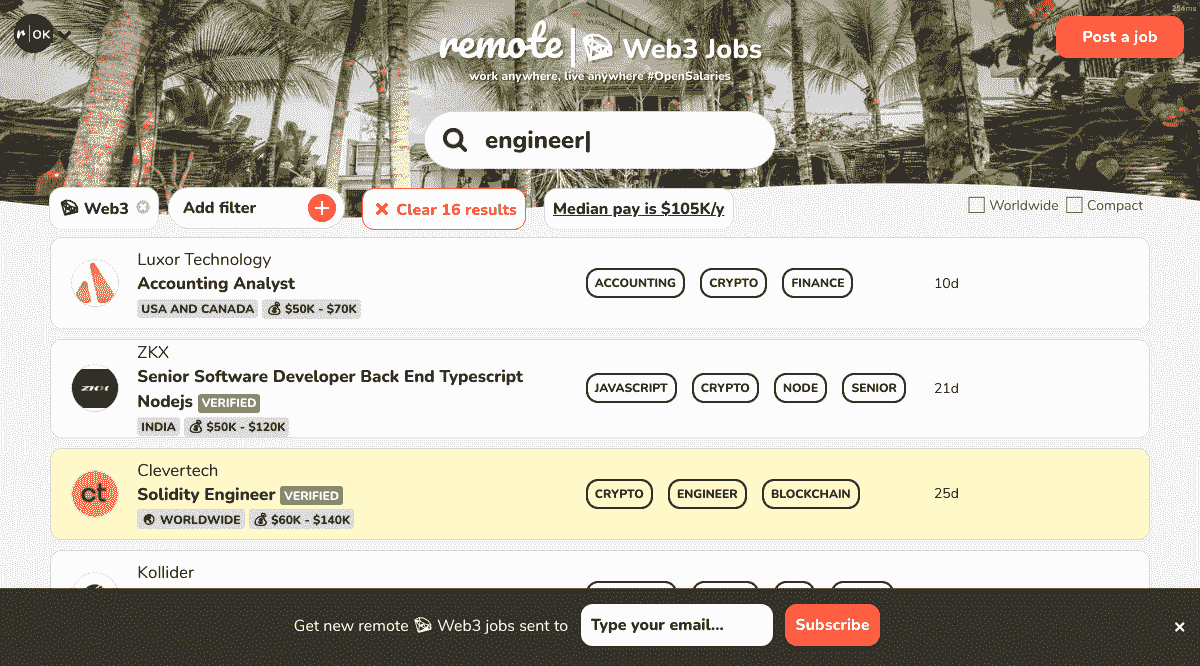 254ms
r|OK
remote | Web3 Jobs
Post a job
work anywhere, live anywhere #OpenSalaries
engineer
Web3
Add filter
Clear 16 results
Median pay is $105K/y
Worldwide
Compact
Luxor Technology
Accounting Analyst
USA AND CANADA $50K - $70K
ACCOUNTING CRYPTO FINANCE
10d
ZKX
ZKX
Senior Software Developer Back End Typescript
Nodejs VERIFIED
INDIA $50K - $120K
JAVASCRIPT CRYPTO NODE SENIOR
21d
ct
Clevertech
Solidity Engineer VERIFIED
WORLDWIDE $60K - $140K
CRYPTO ENGINEER BLOCKCHAIN
25d
Kollider
Get new remote Web3 jobs sent to
Type your email...
Subscribe